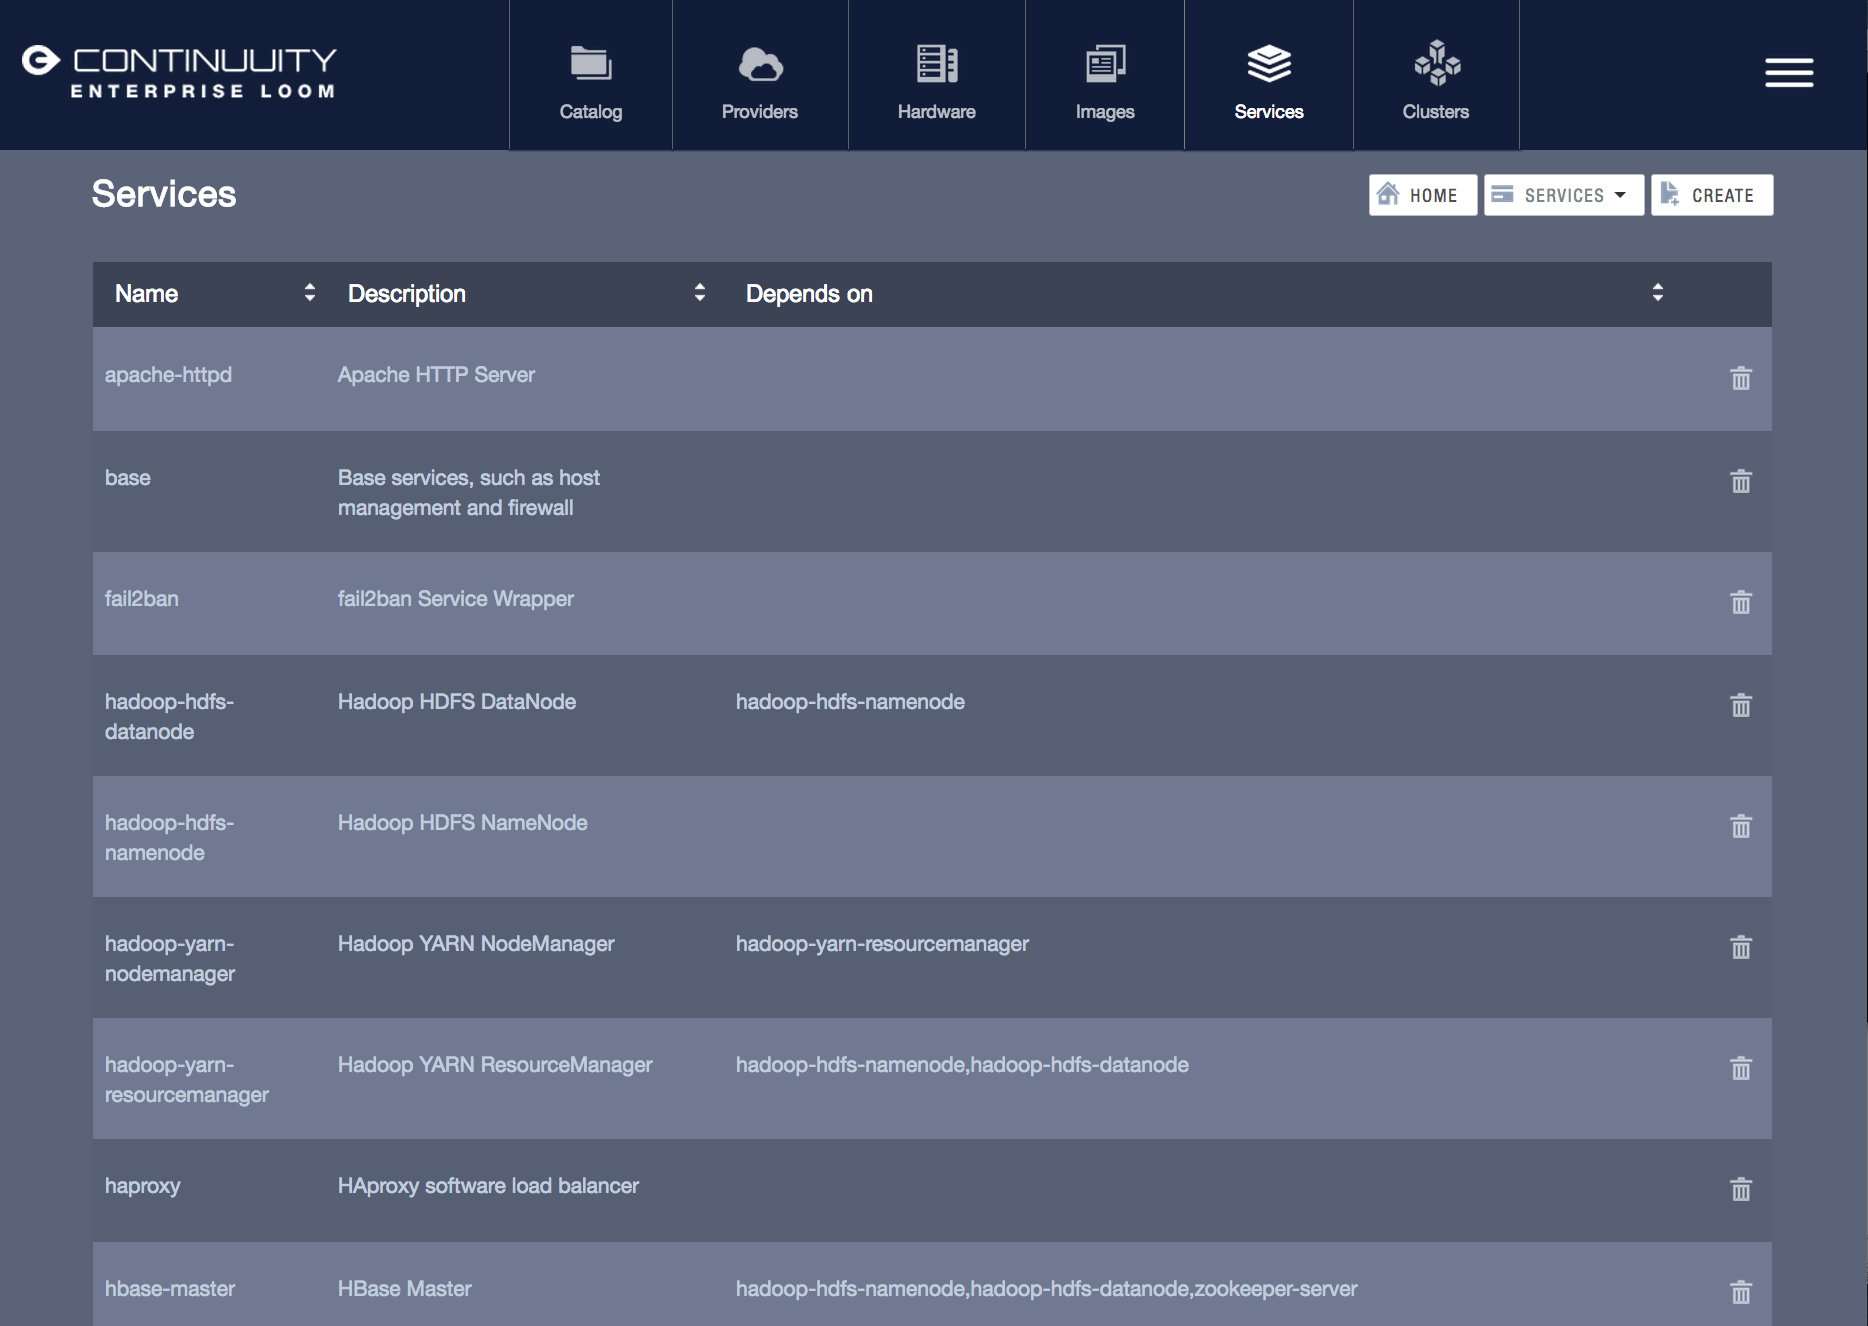 CONTINUUITY
ENTERPRISE LOOM
Catalog
Providers
Hardware
Images
Services
Clusters
Services
HOME
SERVICES
CREATE
Name
Description
Depends on
apache-httpd
Apache HTTP Server
base
Base services, such as host
management and firewall
fail2ban
fail2ban Service Wrapper
hadoop-hdfs-
datanode
Hadoop HDFS DataNode
hadoop-hdfs-namenode
hadoop-hdfs-
namenode
Hadoop HDFS NameNode
hadoop-yarn-
nodemanager
Hadoop YARN NodeManager
hadoop-yarn-resourcemanager
hadoop-yarn-
resourcemanager
Hadoop YARN ResourceManager
hadoop-hdfs-namenode,hadoop-hdfs-datanode
haproxy
HAproxy software load balancer
hbase-master
HBase Master
hadoop-hdfs-namenode,hadoop-hdfs-datanode,zookeeper-server